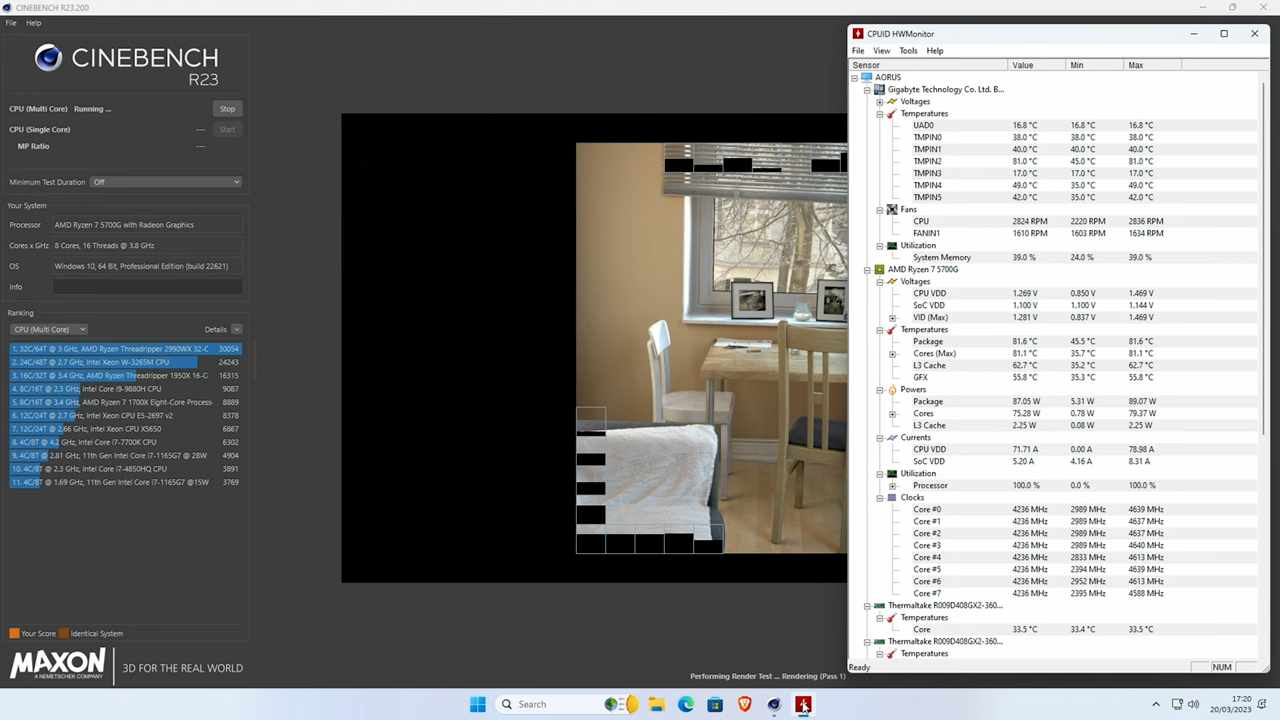 CINEBENCH R23.200
File Help
CINEBENCH
R23
CPU (Multi Core) Running ...
Stop
CPU (Single Core) ---
Start
MP Ratio ---
Your System
Processor AMD Ryzen 7 5700G with Radeon Graphics
Cores x GHz 8 Cores, 16 Threads @ 3.8 GHz
OS Windows 10, 64 Bit, Professional Edition (build 22621)
Info
Ranking
CPU (Multi Core) Details
1. 32C/64T @ 3 GHz, AMD Ryzen Threadripper 2990WX 32-C 30054
2. 24C/48T @ 2.7 GHz, Intel Xeon W-3265M CPU 24243
3. 16C/32T @ 3.4 GHz, AMD Ryzen Threadripper 1950X 16-C 16315
4. 8C/16T @ 2.3 GHz, Intel Core i9-9880H CPU 9087
5. 8C/16T @ 3.4 GHz, AMD Ryzen 7 1700X Eight-Core Proc 8889
6. 12C/24T @ 2.7 GHz, Intel Xeon CPU E5-2697 v2 8378
7. 12C/24T @ 2.66 GHz, Intel Xeon CPU X5650 6867
8. 4C/8T @ 4.2 GHz, Intel Core i7-7700K CPU 6302
9. 4C/8T @ 2.81 GHz, 11th Gen Intel Core i7-1165G7 @ 28W 4904
10. 4C/8T @ 2.3 GHz, Intel Core i7-4850HQ CPU 3891
11. 4C/8T @ 1.69 GHz, 11th Gen Intel Core i7-1165G7 @15W 3769
Your Score Identical System
MAXON
A NEMETSCHEK COMPANY
3D FOR THE REAL WORLD
Performing Render Test ... Rendering (Pass 1)
CPUID HWMonitor
File View Tools Help
Sensor Value Min Max
AORUS
Gigabyte Technology Co. Ltd. B...
Voltages
Temperatures
UAD0 16.8 °C 16.8 °C 16.8 °C
TMPIN0 38.0 °C 38.0 °C 38.0 °C
TMPIN1 40.0 °C 40.0 °C 40.0 °C
TMPIN2 81.0 °C 45.0 °C 81.0 °C
TMPIN3 17.0 °C 17.0 °C 17.0 °C
TMPIN4 49.0 °C 35.0 °C 49.0 °C
TMPIN5 42.0 °C 35.0 °C 42.0 °C
Fans
CPU 2824 RPM 2220 RPM 2836 RPM
FANIN1 1610 RPM 1603 RPM 1634 RPM
Utilization
System Memory 39.0 % 24.0 % 39.0 %
AMD Ryzen 7 5700G
Voltages
CPU VDD 1.269 V 0.850 V 1.469 V
SoC VDD 1.100 V 1.100 V 1.144 V
VID (Max) 1.281 V 0.837 V 1.469 V
Temperatures
Package 81.6 °C 45.5 °C 81.6 °C
Cores (Max) 81.1 °C 35.7 °C 81.1 °C
L3 Cache 62.7 °C 35.2 °C 62.7 °C
GFX 55.8 °C 35.3 °C 55.8 °C
Powers
Package 87.05 W 5.31 W 89.07 W
Cores 75.28 W 0.78 W 79.37 W
L3 Cache 2.25 W 0.08 W 2.25 W
Currents
CPU VDD 71.71 A 0.00 A 78.98 A
SoC VDD 5.20 A 4.16 A 8.31 A
Utilization
Processor 100.0 % 0.0 % 100.0 %
Clocks
Core #0 4236 MHz 2989 MHz 4639 MHz
Core #1 4236 MHz 2989 MHz 4637 MHz
Core #2 4236 MHz 2989 MHz 4637 MHz
Core #3 4236 MHz 2989 MHz 4640 MHz
Core #4 4236 MHz 2833 MHz 4613 MHz
Core #5 4236 MHz 2394 MHz 4639 MHz
Core #6 4236 MHz 2952 MHz 4613 MHz
Core #7 4236 MHz 2395 MHz 4588 MHz
Thermaltake R009D408GX2-360...
Temperatures
Core 33.5 °C 33.4 °C 33.5 °C
Thermaltake R009D408GX2-360...
Temperatures
Ready NUM
Search
17:20
20/03/2023